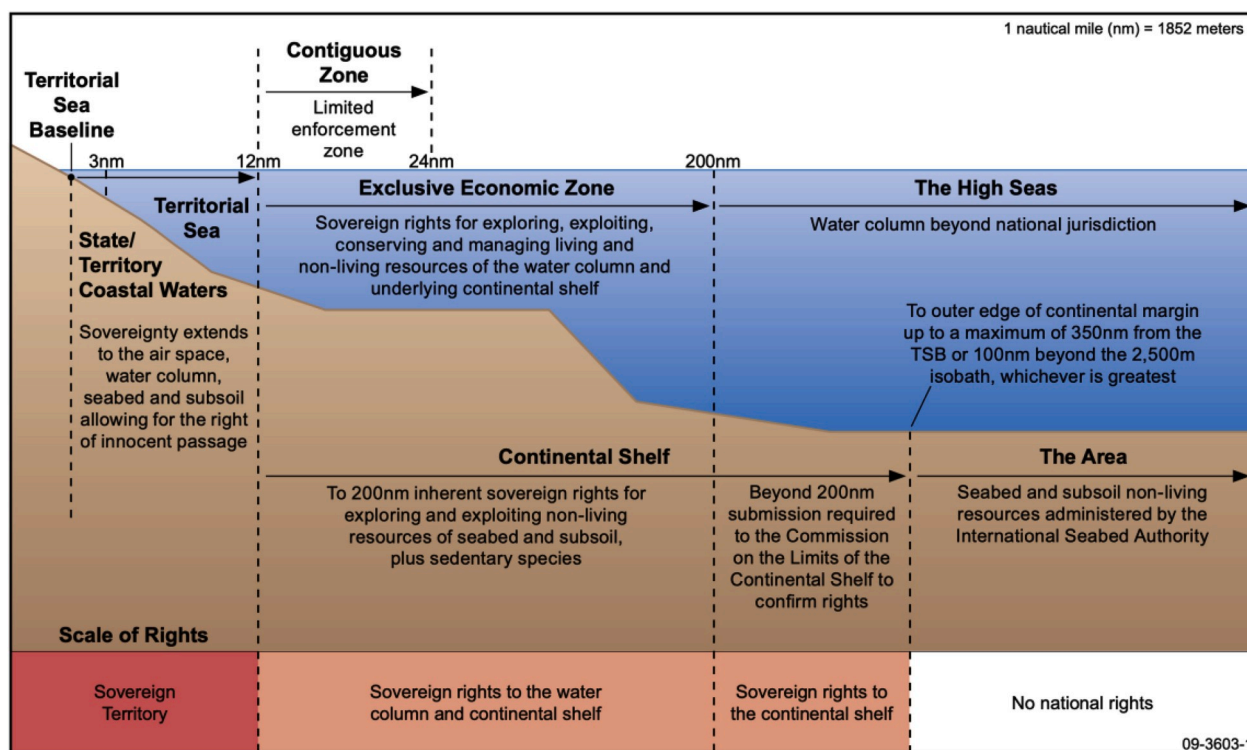 1 nautical mile (nm) = 1852 meters
Contiguous
Zone
Limited
enforcement
zone
Territorial
Sea
Baseline
3nm
12nm
24nm
200nm
Territorial
Sea
State/
Territory
Coastal Waters
Sovereignty extends
to the air space,
water column,
seabed and subsoil
allowing for the right
of innocent passage
Exclusive Economic Zone
Sovereign rights for exploring, exploiting,
conserving and managing living and
non-living resources of the water column and
underlying continental shelf
The High Seas
Water column beyond national jurisdiction
To outer edge of continental margin
up to a maximum of 350nm from the
TSB or 100nm beyond the 2,500m
isobath, whichever is greatest
Continental Shelf
To 200nm inherent sovereign rights for
exploring and exploiting non-living
resources of seabed and subsoil,
plus sedentary species
Beyond 200nm
submission required
to the Commission
on the Limits of the
Continental Shelf to
confirm rights
The Area
Seabed and subsoil non-living
resources administered by the
International Seabed Authority
Scale of Rights
Sovereign
Territory
Sovereign rights to the water
column and continental shelf
Sovereign rights to
the continental shelf
No national rights
09-3603-1